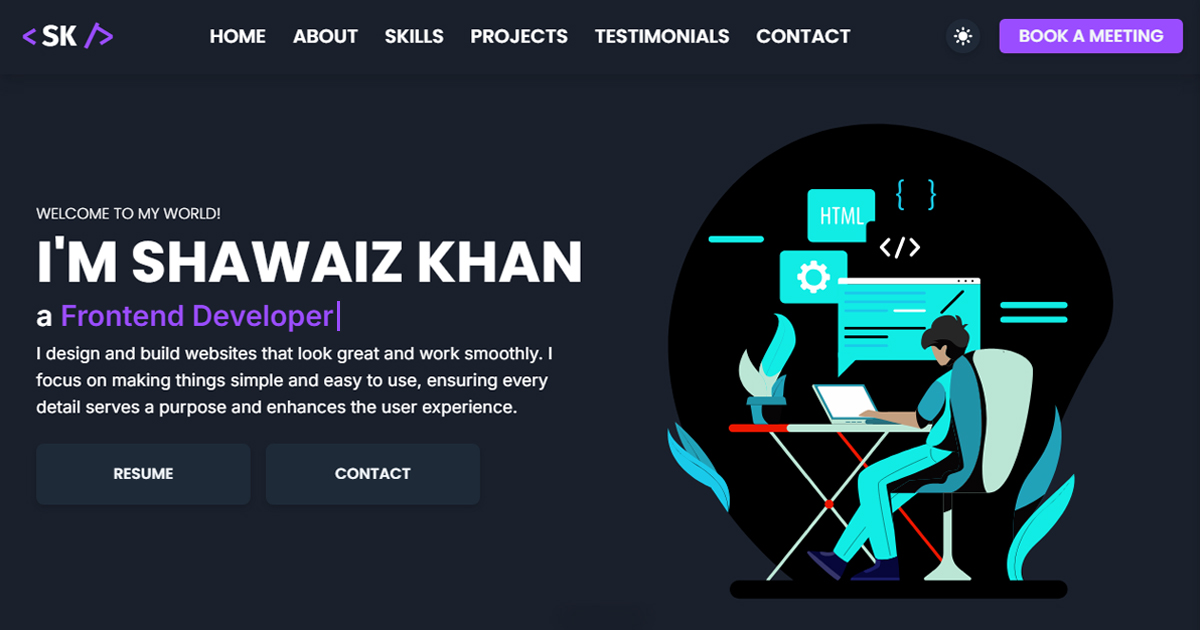 < SK />
HOME ABOUT SKILLS PROJECTS TESTIMONIALS CONTACT
BOOK A MEETING
WELCOME TO MY WORLD!
I'M SHAWAIZ KHAN
a Frontend Developer|
I design and build websites that look great and work smoothly. I
focus on making things simple and easy to use, ensuring every
detail serves a purpose and enhances the user experience.
RESUME CONTACT
HTML
{ }
</>